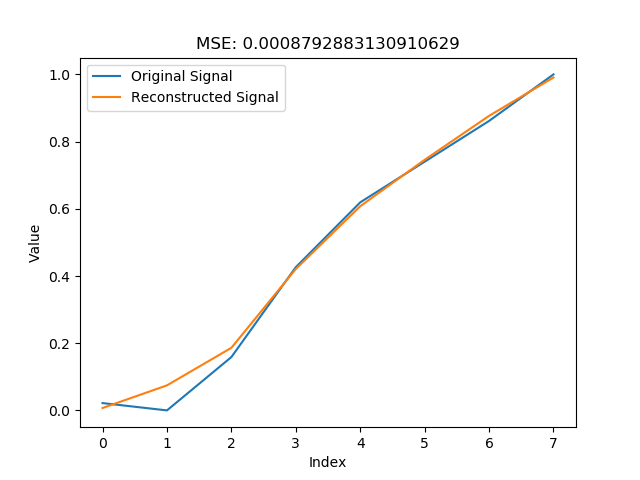 MSE: 0.0008792883130910629
Original Signal
Reconstructed Signal
1.0
0.8
0.6
0.4
0.2
0.0
Value
0 1 2 3 4 5 6 7
Index